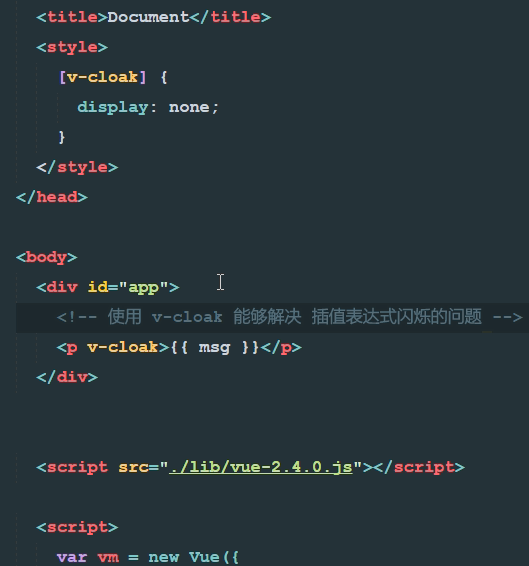 <title>Document</title>
<style>
[v-cloak] {
display: none;
}
</style>
</head>
<body>
<div id="app">
<!-- 使用 v-cloak 能够解决 插值表达式闪烁的问题 -->
<p v-cloak>{{ msg }}</p>
</div>
<script src="./lib/vue-2.4.0.js"></script>
<script>
var vm = new Vue({